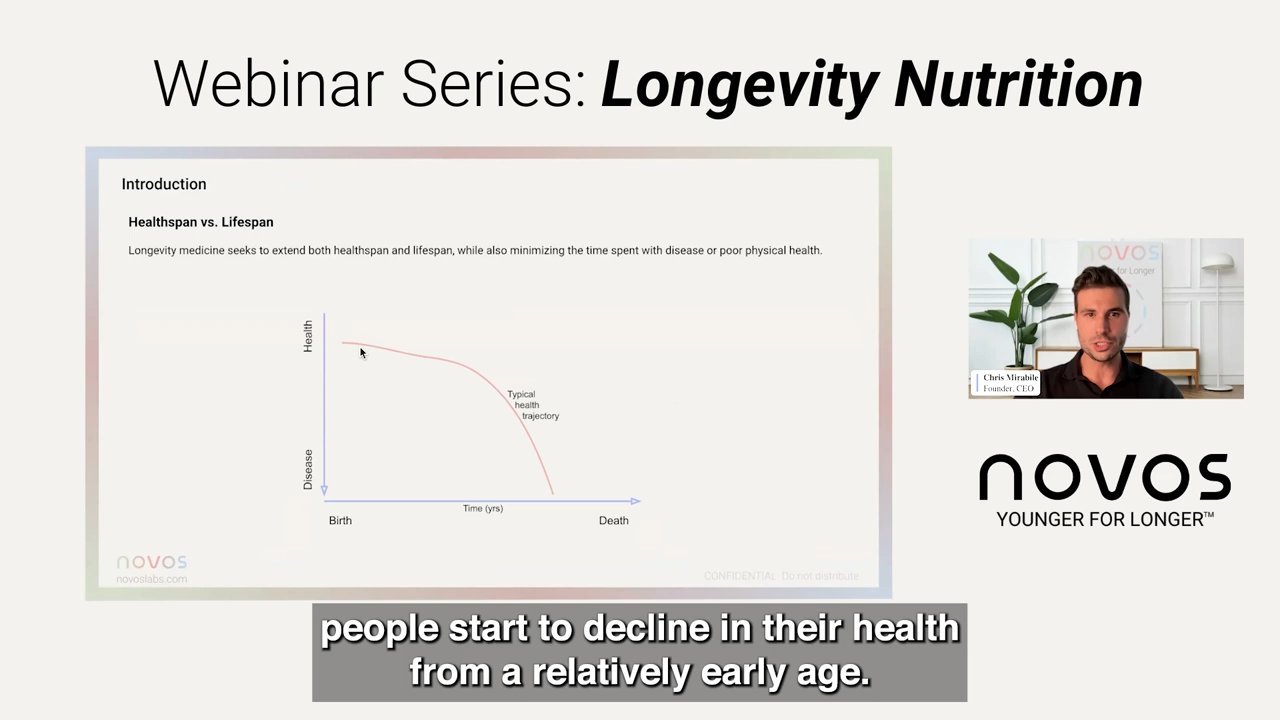 Webinar Series: Longevity Nutrition
Introduction
Healthspan vs. Lifespan
Longevity medicine seeks to extend both healthspan and lifespan, while also minimizing the time spent with disease or poor physical health.
Health
Disease
Typical
health
trajectory
Time (yrs)
Birth
Death
novos
novoslabs.com
CONFIDENTIAL. Do not distribute
novos
for Longer
Chris Mirabile
Founder, CEO
novos
YOUNGER FOR LONGER™
people start to decline in their health
from a relatively early age.